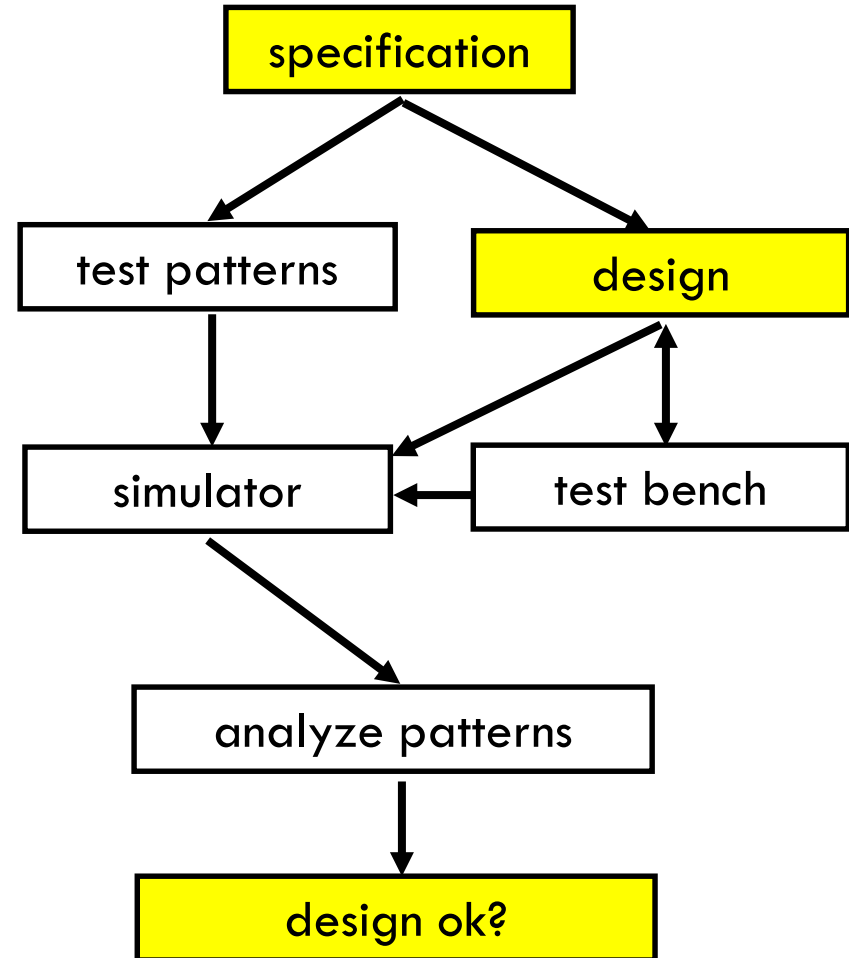 specification
test patterns
design
simulator
test bench
analyze patterns
design ok?